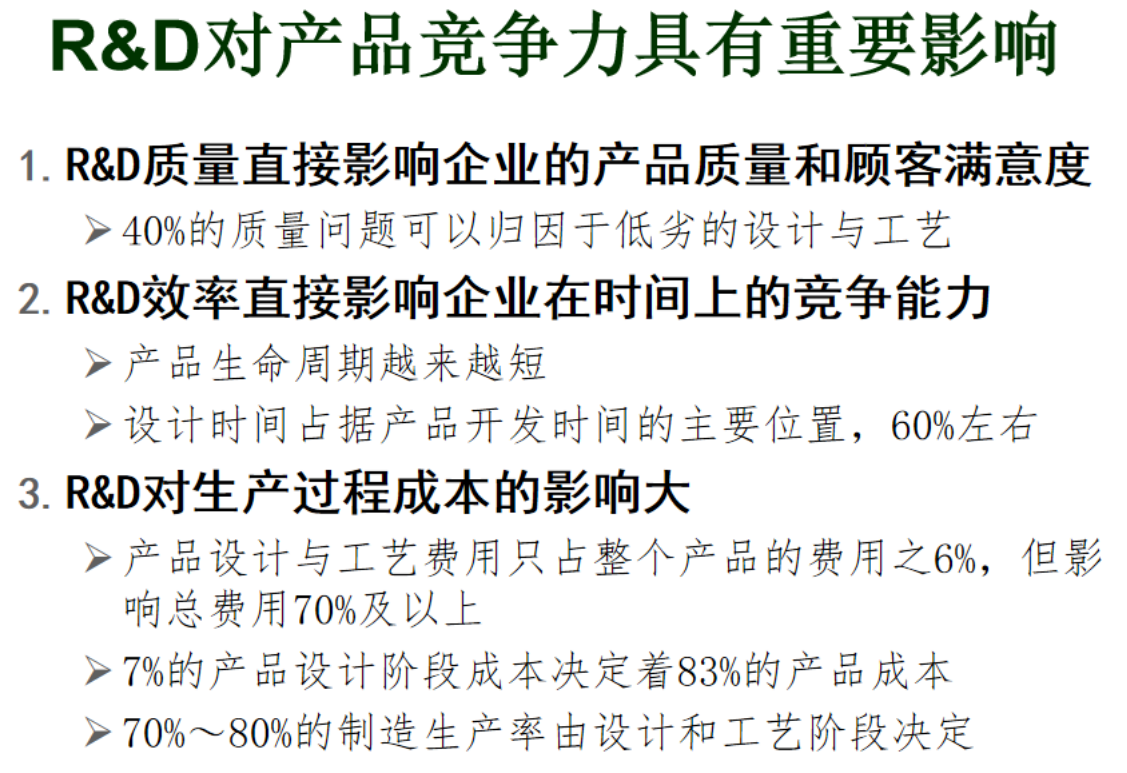 R&D对产品竞争力具有重要影响
1. R&D质量直接影响企业的产品质量和顾客满意度
➢ 40%的质量问题可以归因于低劣的设计与工艺
2. R&D效率直接影响企业在时间上的竞争能力
➢ 产品生命周期越来越短
➢ 设计时间占据产品开发时间的主要位置，60%左右
3. R&D对生产过程成本的影响大
➢ 产品设计与工艺费用只占整个产品的费用之6%，但影
响总费用70%及以上
➢ 7%的产品设计阶段成本决定着83%的产品成本
➢ 70%～80%的制造生产率由设计和工艺阶段决定